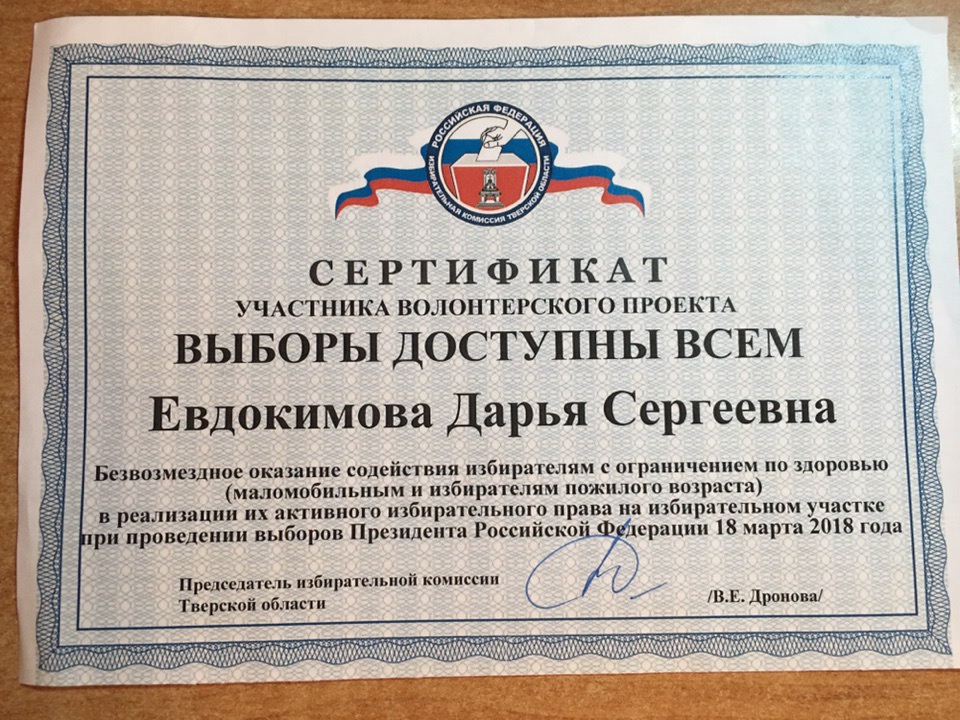 РОССИЙСКАЯ ФЕДЕРАЦИЯ
ИЗБИРАТЕЛЬНАЯ КОМИССИЯ ТВЕРСКОЙ ОБЛАСТИ
СЕРТИФИКАТ
УЧАСТНИКА ВОЛОНТЕРСКОГО ПРОЕКТА
ВЫБОРЫ ДОСТУПНЫ ВСЕМ
Евдокимова Дарья Сергеевна
Безвозмездное оказание содействия избирателям с ограничением по здоровью
(маломобильным и избирателям пожилого возраста)
в реализации их активного избирательного права на избирательном участке
при проведении выборов Президента Российской Федерации 18 марта 2018 года
Председатель избирательной комиссии
Тверской области
/В.Е. Дронова/